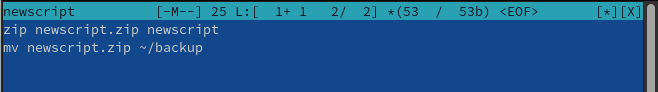 newscript [-M--] 25 L:[ 1+ 1 2/ 2] *(53 / 53b) <EOF> [*][X]
zip newscript.zip newscript
mv newscript.zip ~/backup